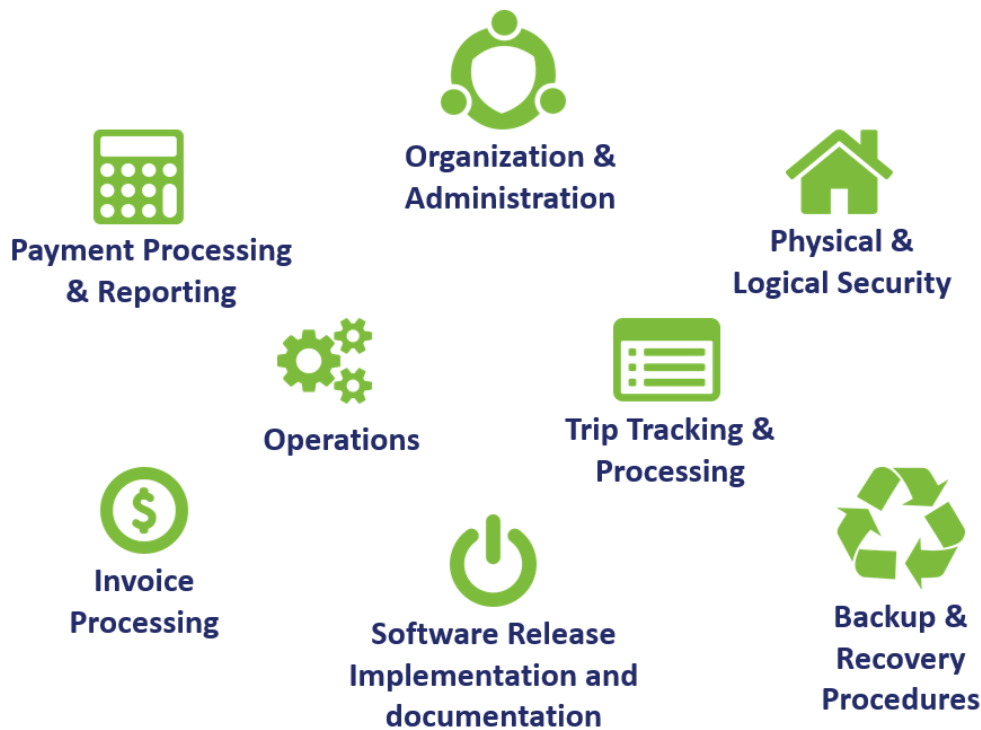 Organization &
Administration
Payment Processing
& Reporting
Physical &
Logical Security
Operations
Trip Tracking &
Processing
$
Invoice
Processing
Software Release
Implementation and
documentation
Backup &
Recovery
Procedures